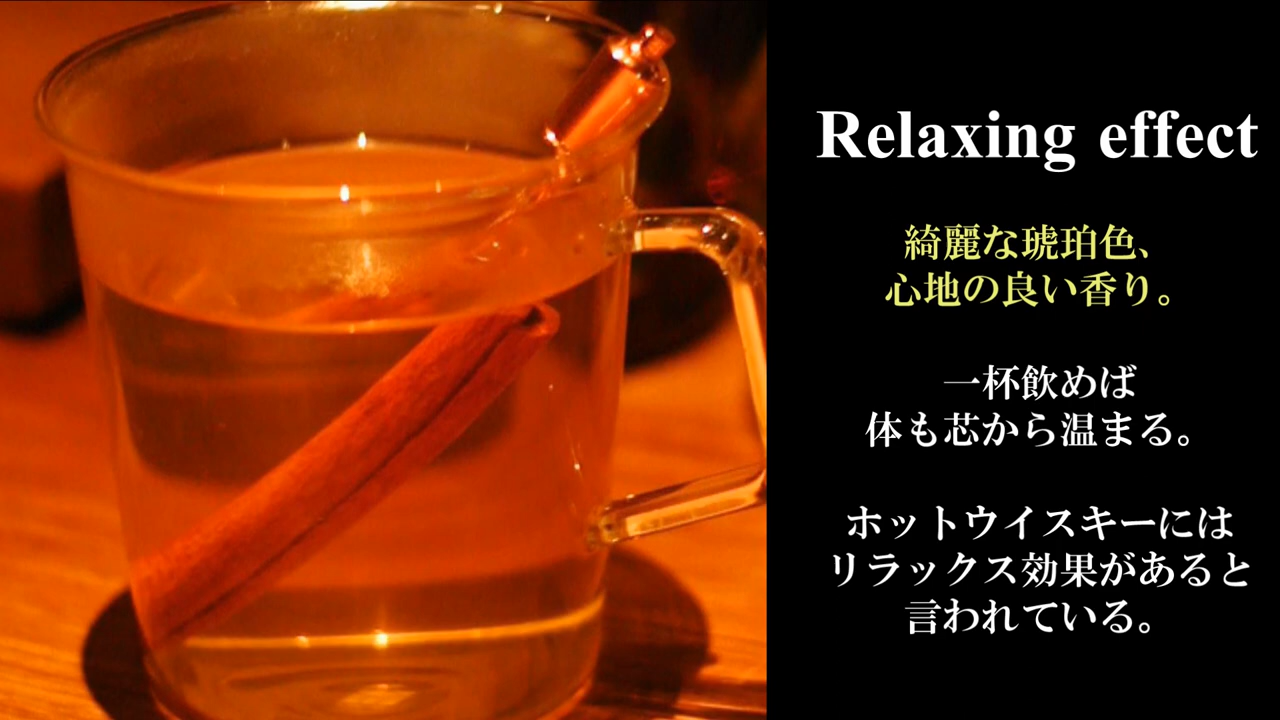 Relaxing effect
綺麗な琥珀色、
心地の良い香り。
一杯飲めば
体も芯から温まる。
ホットウイスキーには
リラックス効果があると
言われている。